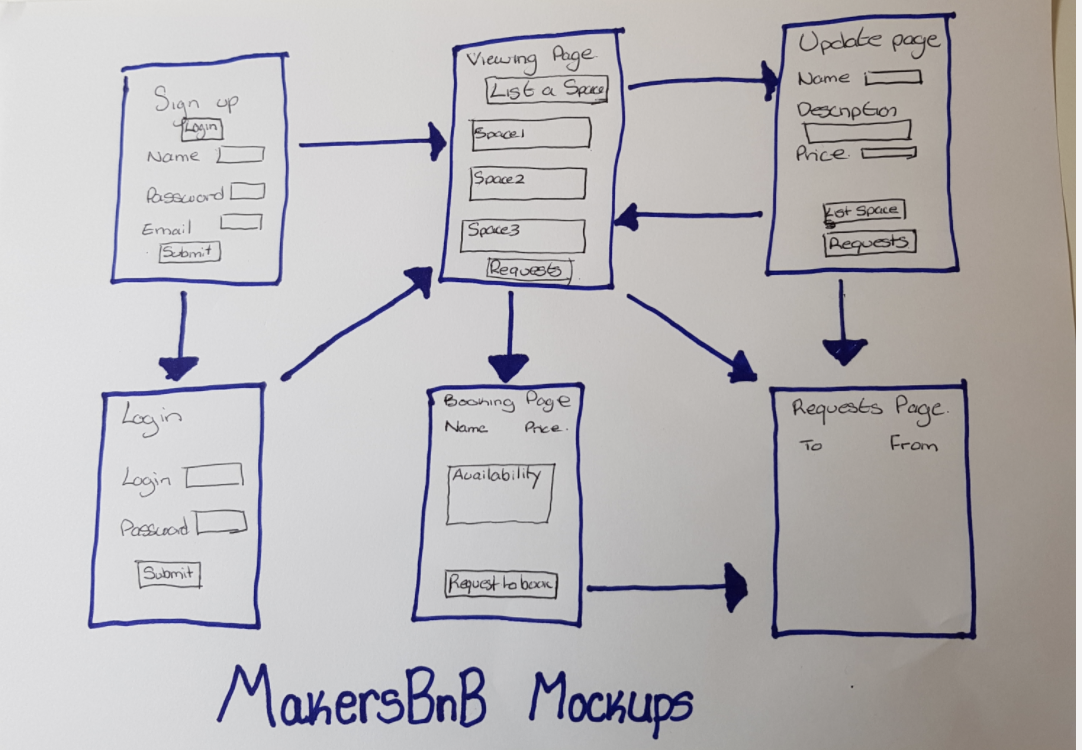 Sign up
Login
Name
Password
Email
Submit
Viewing Page.
List a Space
Space1
Space2
Space3
Requests
Update page
Name
Description
Price.
List Space
Requests
Login
Login
Password
Submit
Booking Page
Name Price.
Availability
Request to book
Requests Page.
To From
MakersBnB Mockups